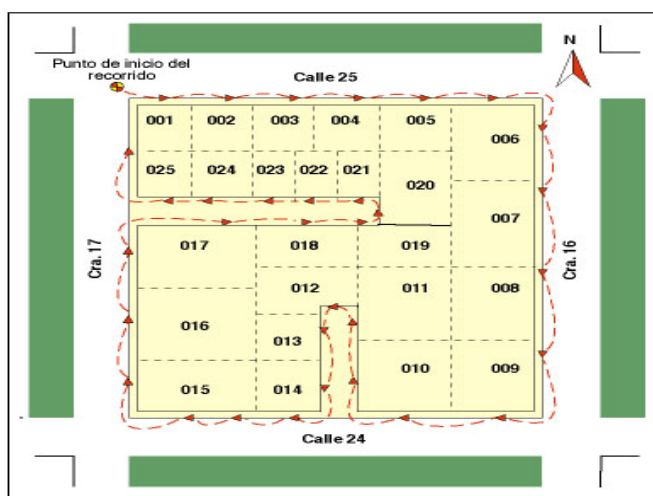 N
Punto de inicio del
recorrido
Calle 25
001 002 003 004 005
006
025 024 023 022 021
020
007
Cra. 17
017 018 019
Cra. 16
012 011 008
016
013
010 009
015 014
Calle 24